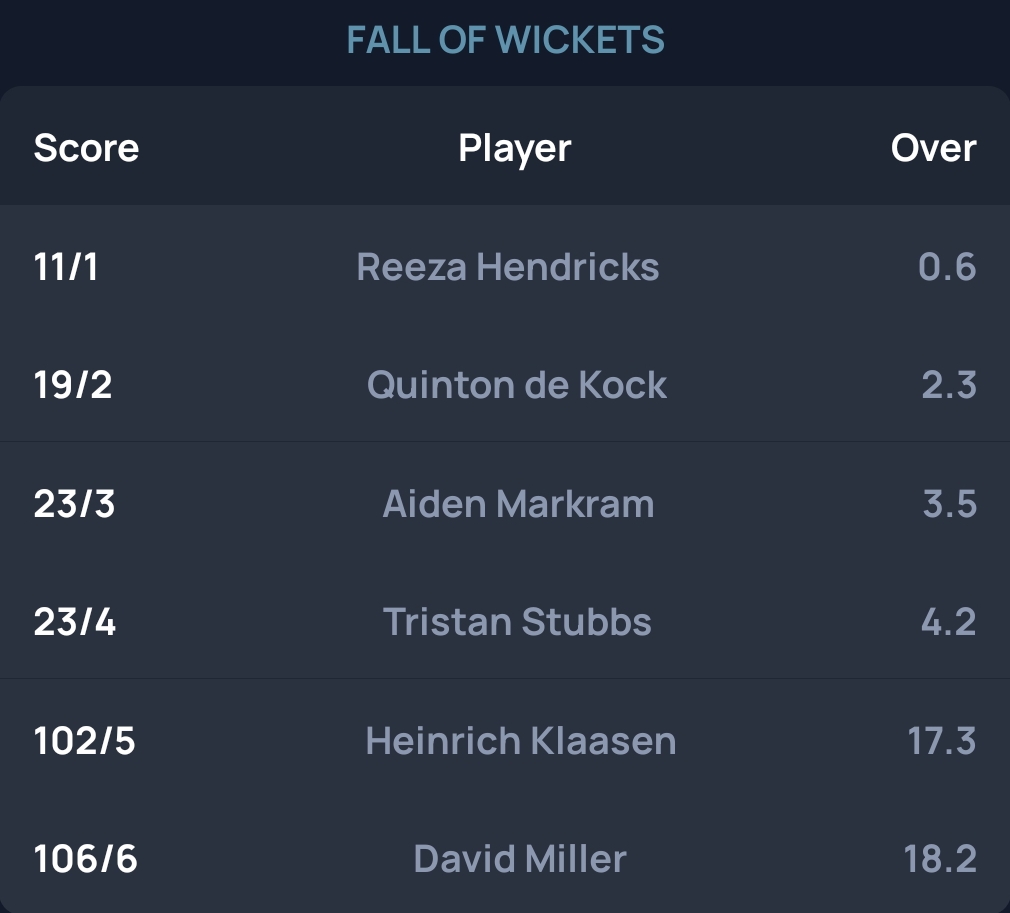 FALL OF WICKETS
Score Player Over
11/1 Reeza Hendricks 0.6
19/2 Quinton de Kock 2.3
23/3 Aiden Markram 3.5
23/4 Tristan Stubbs 4.2
102/5 Heinrich Klaasen 17.3
106/6 David Miller 18.2